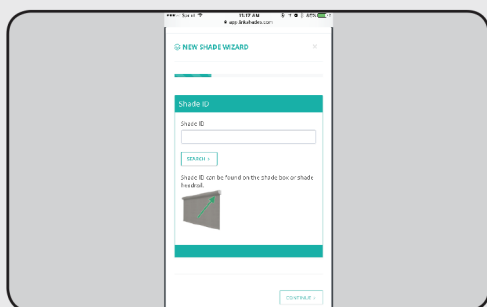 11:17 AM
app.linkshades.com
NEW SHADE WIZARD
Shade ID
Shade ID
SEARCH
Shade ID can be found on the shade box or shade
headrail.
CONTINUE